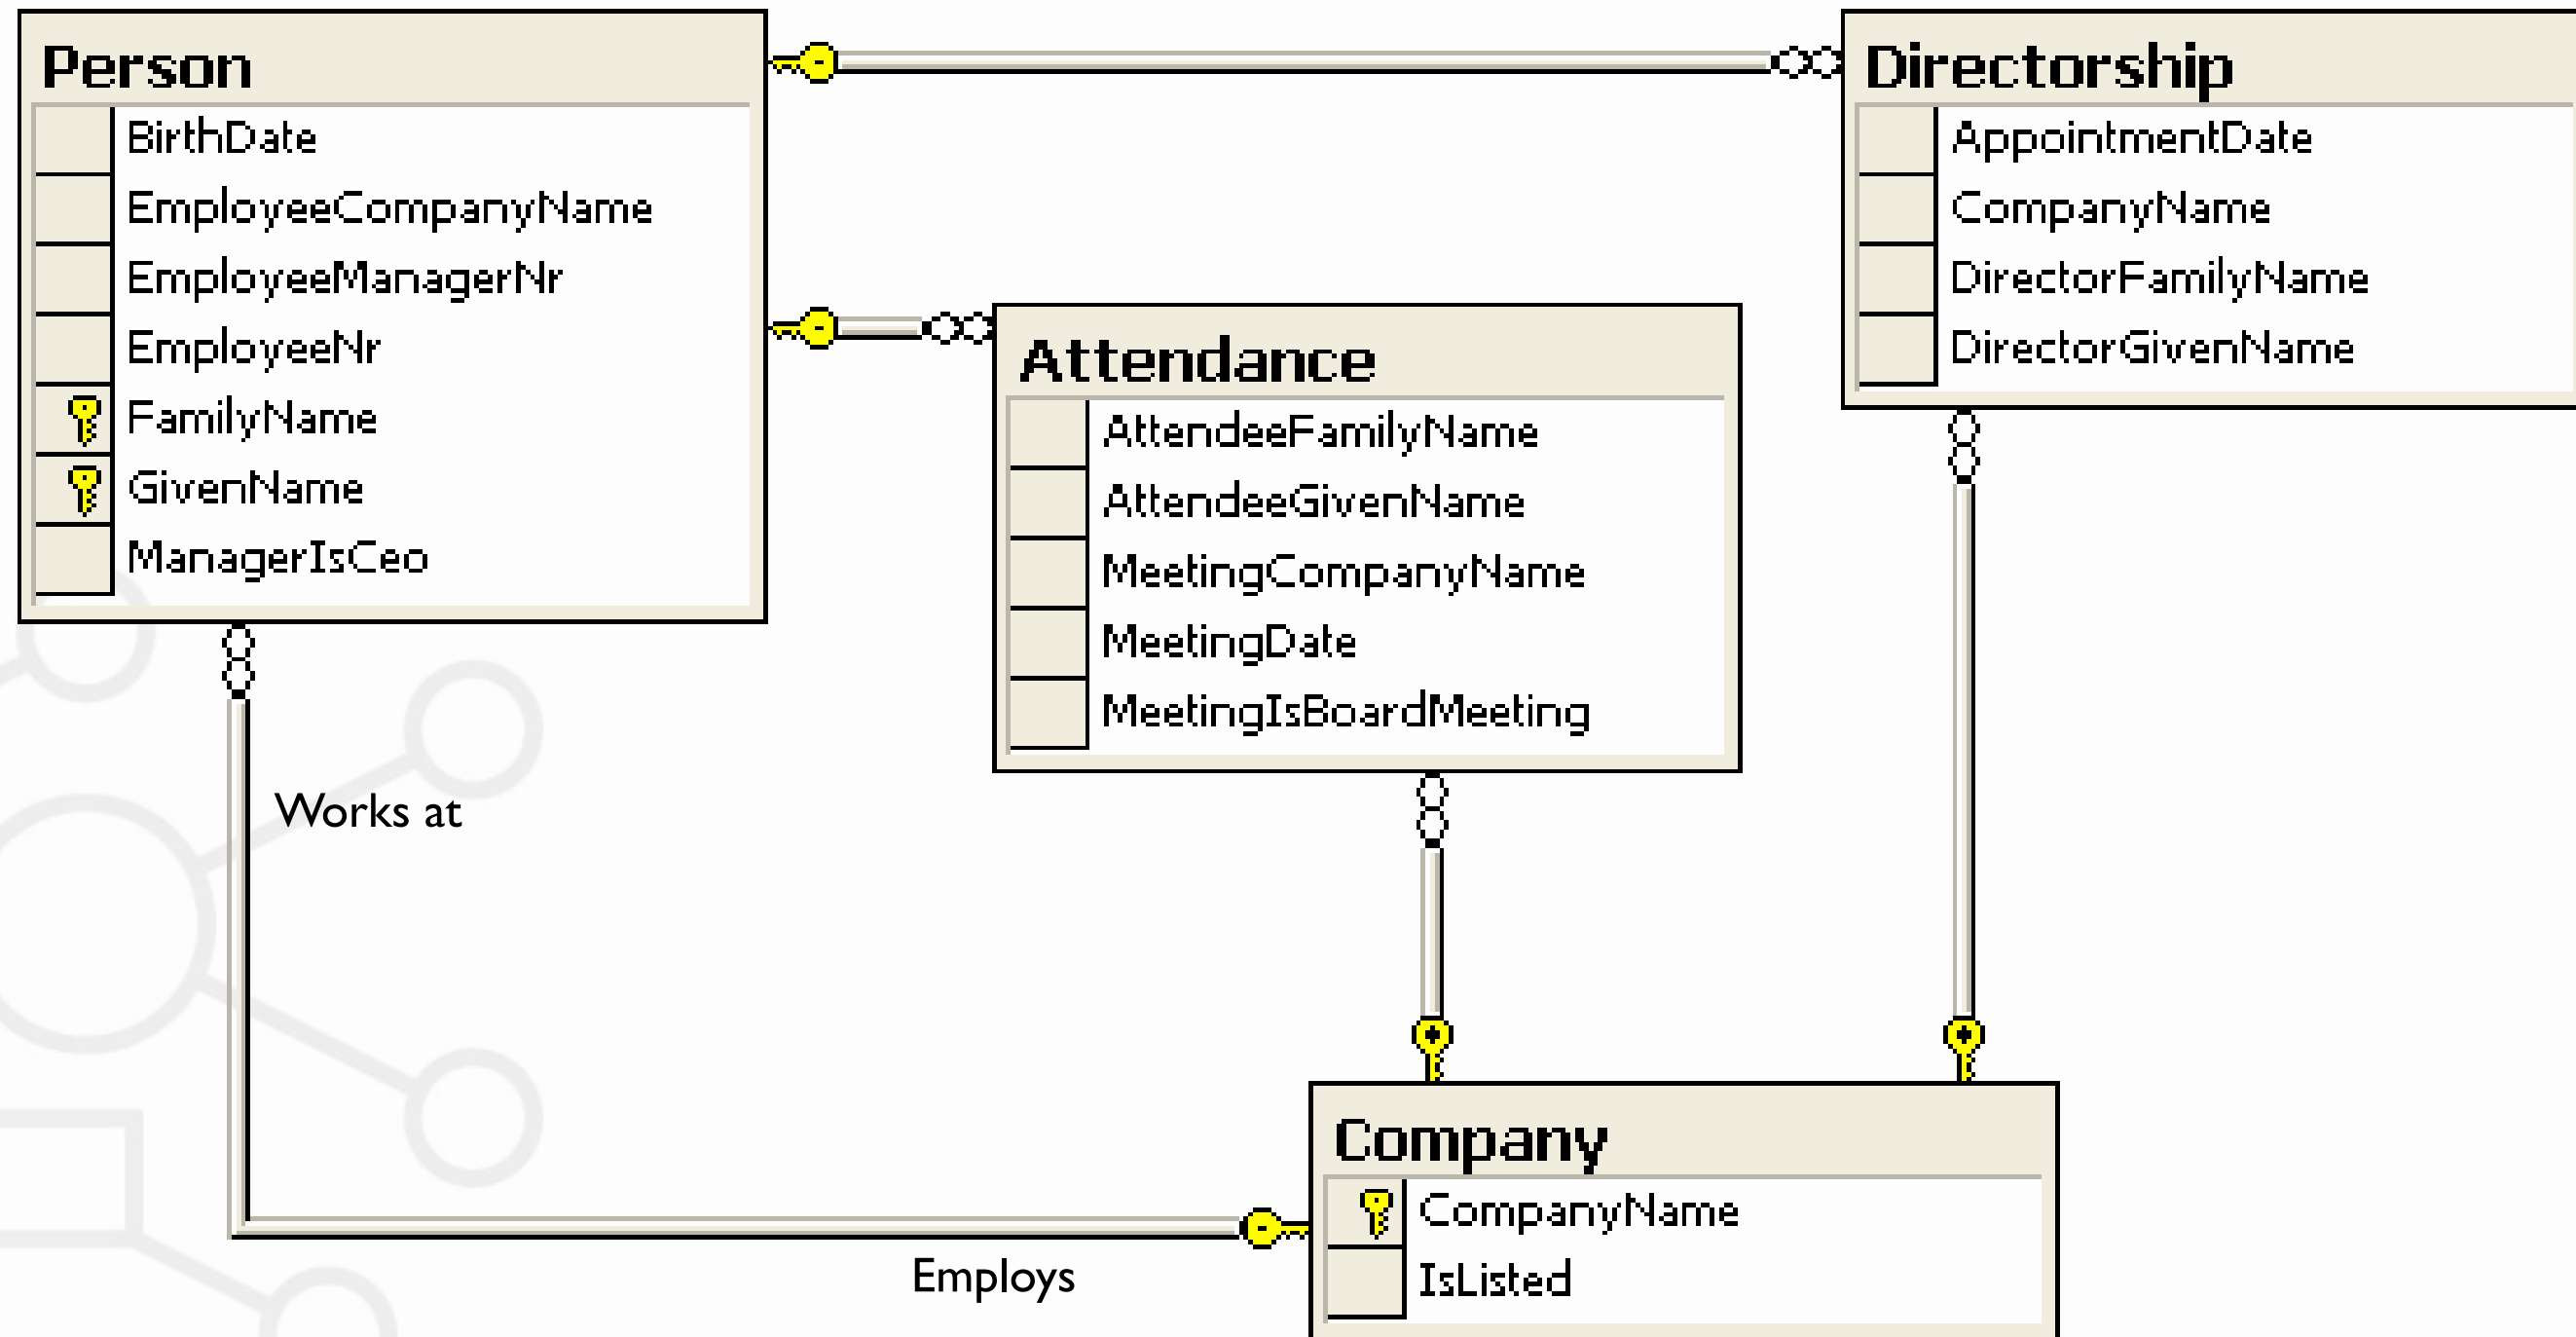 Person
BirthDate
EmployeeCompanyName
EmployeeManagerNr
EmployeeNr
FamilyName
GivenName
ManagerIsCeo
Directorship
AppointmentDate
CompanyName
DirectorFamilyName
DirectorGivenName
Attendance
AttendeeFamilyName
AttendeeGivenName
MeetingCompanyName
MeetingDate
MeetingIsBoardMeeting
Works at
Employs
Company
CompanyName
IsListed